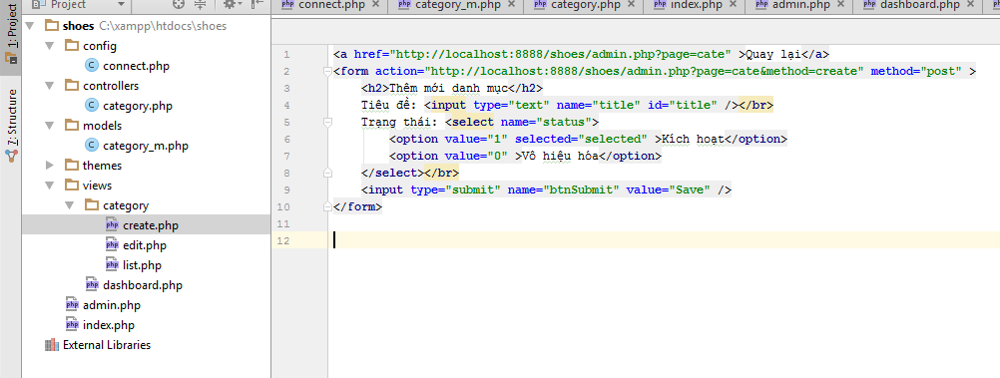 Project
connect.php category_m.php category.php index.php admin.php dashboard.php
1: Project
7: Structure
shoes C:\xampp\htdocs\shoes
config
connect.php
controllers
category.php
models
category_m.php
themes
views
category
create.php
edit.php
list.php
dashboard.php
admin.php
index.php
External Libraries
1 <a href="http://localhost:8888/shoes/admin.php?page=cate" >Quay lại</a>
2 <form action="http://localhost:8888/shoes/admin.php?page=cate&method=create" method="post" >
3 <h2>Thêm mới danh mục</h2>
4 Tiêu đề: <input type="text" name="title" id="title" /></br>
5 Trạng thái: <select name="status">
6 <option value="1" selected="selected" >Kích hoạt</option>
7 <option value="0" >Vô hiệu hóa</option>
8 </select></br>
9 <input type="submit" name="btnSubmit" value="Save" />
10 </form>
11
12